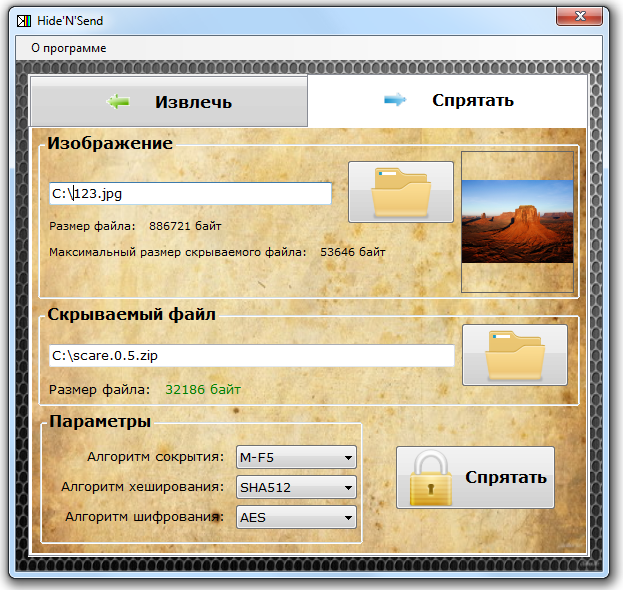 Hide'N'Send
О программе
Извлечь
Спрятать
Изображение
C:\123.jpg
Размер файла: 886721 байт
Максимальный размер скрываемого файла: 53646 байт
Скрываемый файл
C:\scare.0.5.zip
Размер файла: 32186 байт
Параметры
Алгоритм сокрытия: M-F5
Алгоритм хеширования: SHA512
Алгоритм шифрования: AES
Спрятать